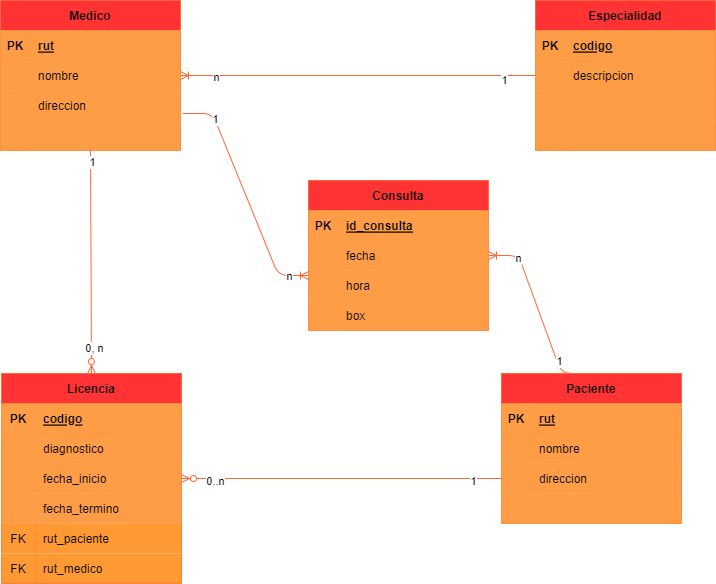 Medico
PK rut
nombre
direccion
Especialidad
PK codigo
descripcion
n
1
1
1
Consulta
PK id_consulta
fecha
hora
box
n
n
0, n
1
Licencia
PK codigo
diagnostico
fecha_inicio
fecha_termino
FK rut_paciente
FK rut_medico
Paciente
PK rut
nombre
direccion
0..n
1